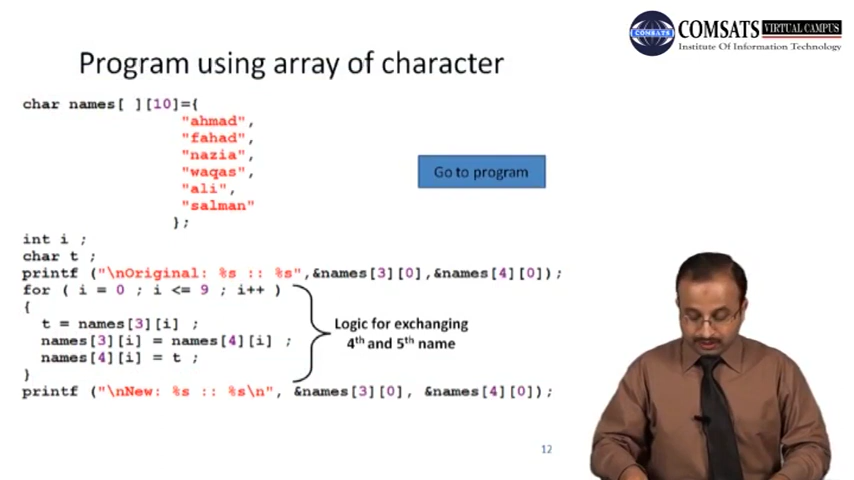 COMSATS VIRTUAL CAMPUS
(COMSATS)
Institute Of Information Technology
Program using array of character
char names[ ][10]={
"ahmad",
"fahad",
"nazia",
"waqas",
"ali",
"salman"
};
Go to program
int i ;
char t ;
printf ("\nOriginal: %s :: %s",&names[3][0],&names[4][0]);
for ( i = 0 ; i <= 9 ; i++ )
{
t = names[3][i] ;
names[3][i] = names[4][i] ;
names[4][i] = t ;
}
Logic for exchanging
4th and 5th name
printf ("\nNew: %s :: %s\n", &names[3][0], &names[4][0]);
12